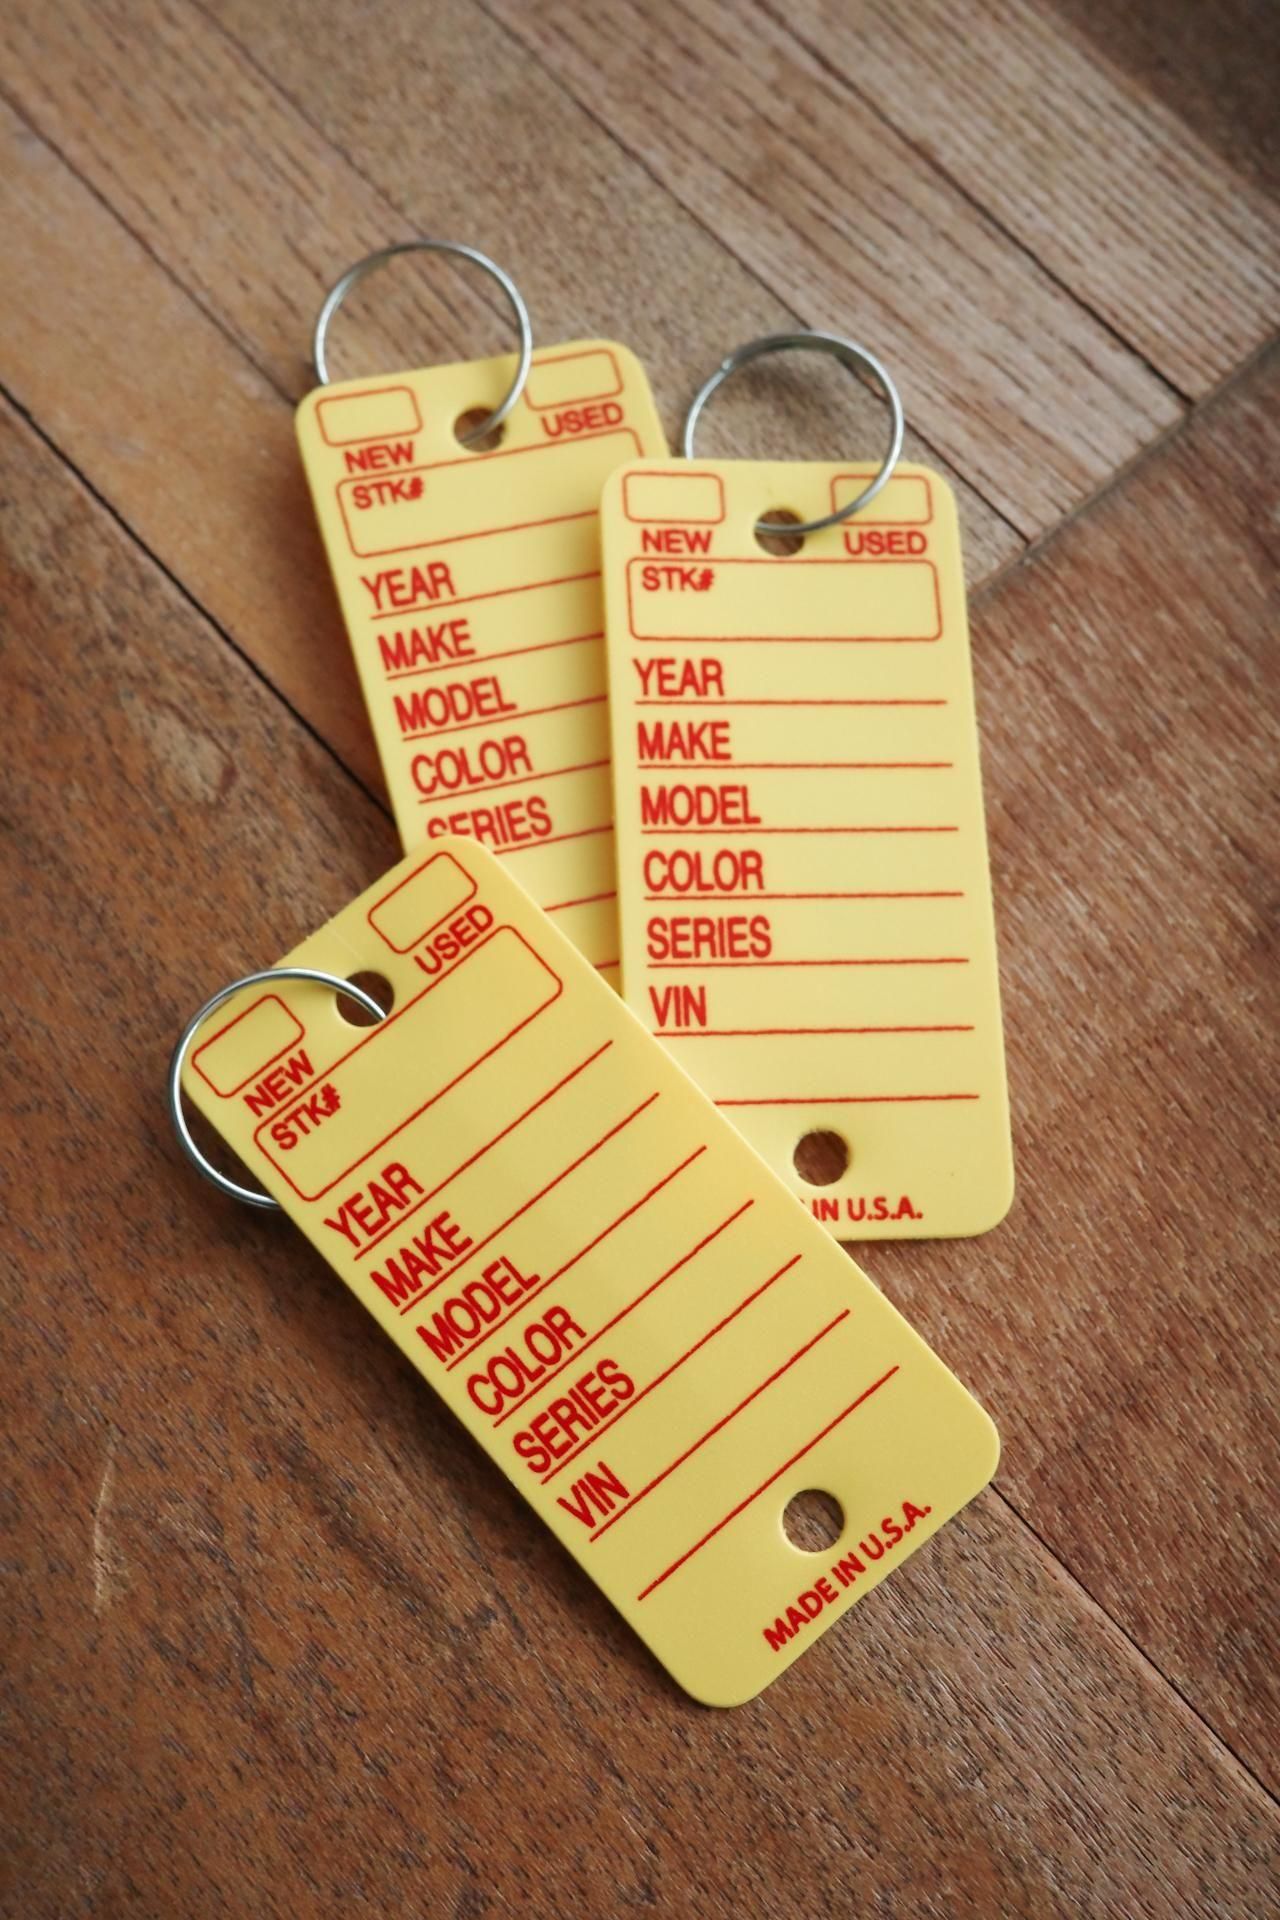 NEW USED
STK#
YEAR
MAKE
MODEL
COLOR
SERIES
NEW USED
STK#
YEAR
MAKE
MODEL
COLOR
SERIES
VIN
IN U.S.A.
NEW USED
STK#
YEAR
MAKE
MODEL
COLOR
SERIES
VIN
MADE IN U.S.A.